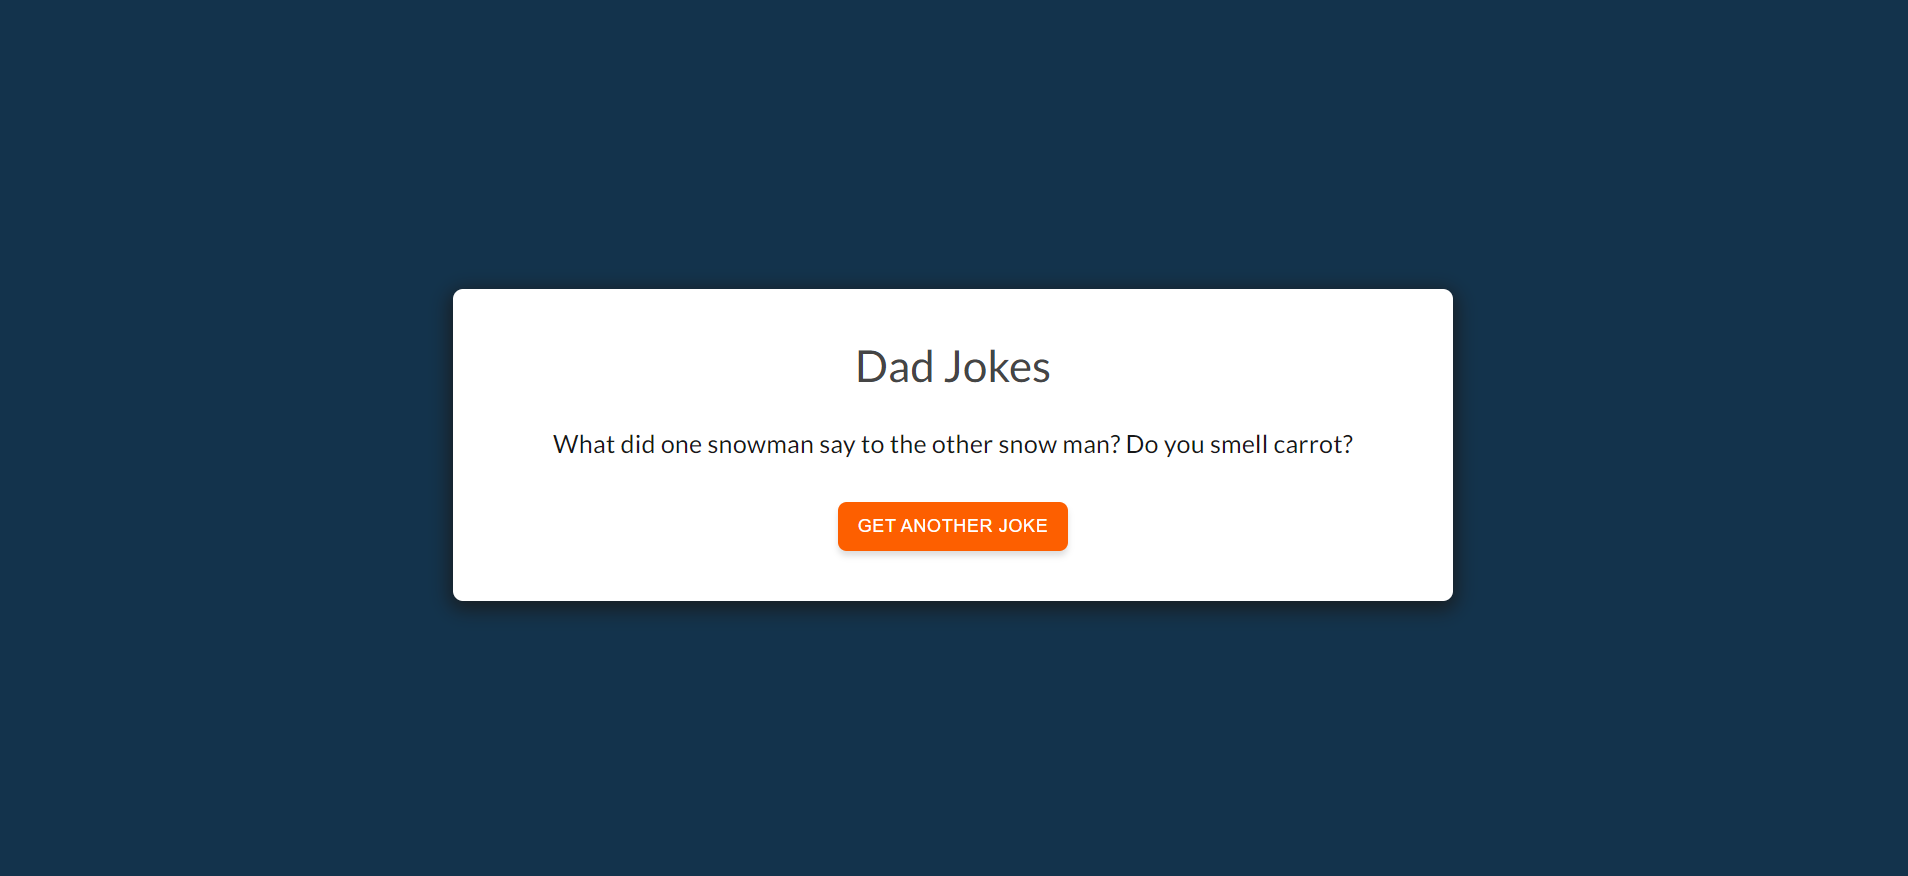 Dad Jokes
What did one snowman say to the other snow man? Do you smell carrot?
GET ANOTHER JOKE